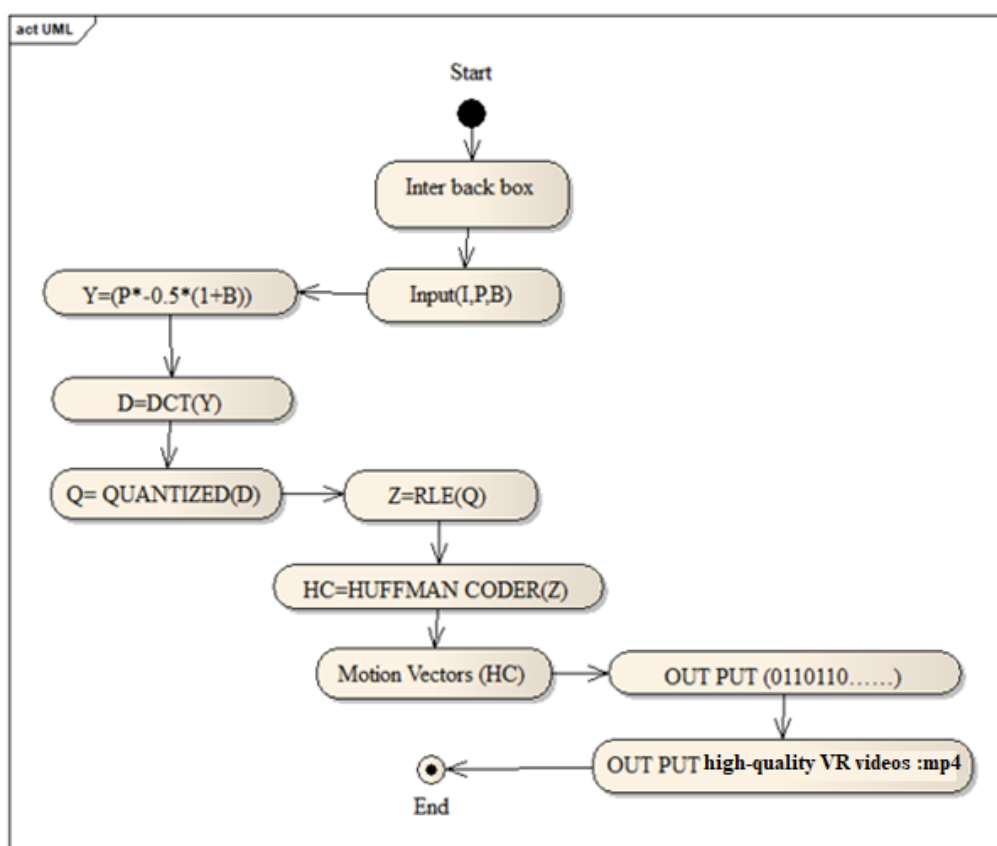 act UML
Start
Inter back box
Input(I,P,B)
Y=(P*-0.5*(1+B))
D=DCT(Y)
Q= QUANTIZED(D)
Z=RLE(Q)
HC=HUFFMAN CODER(Z)
Motion Vectors (HC)
OUT PUT (0110110……)
OUT PUT high-quality VR videos :mp4
End